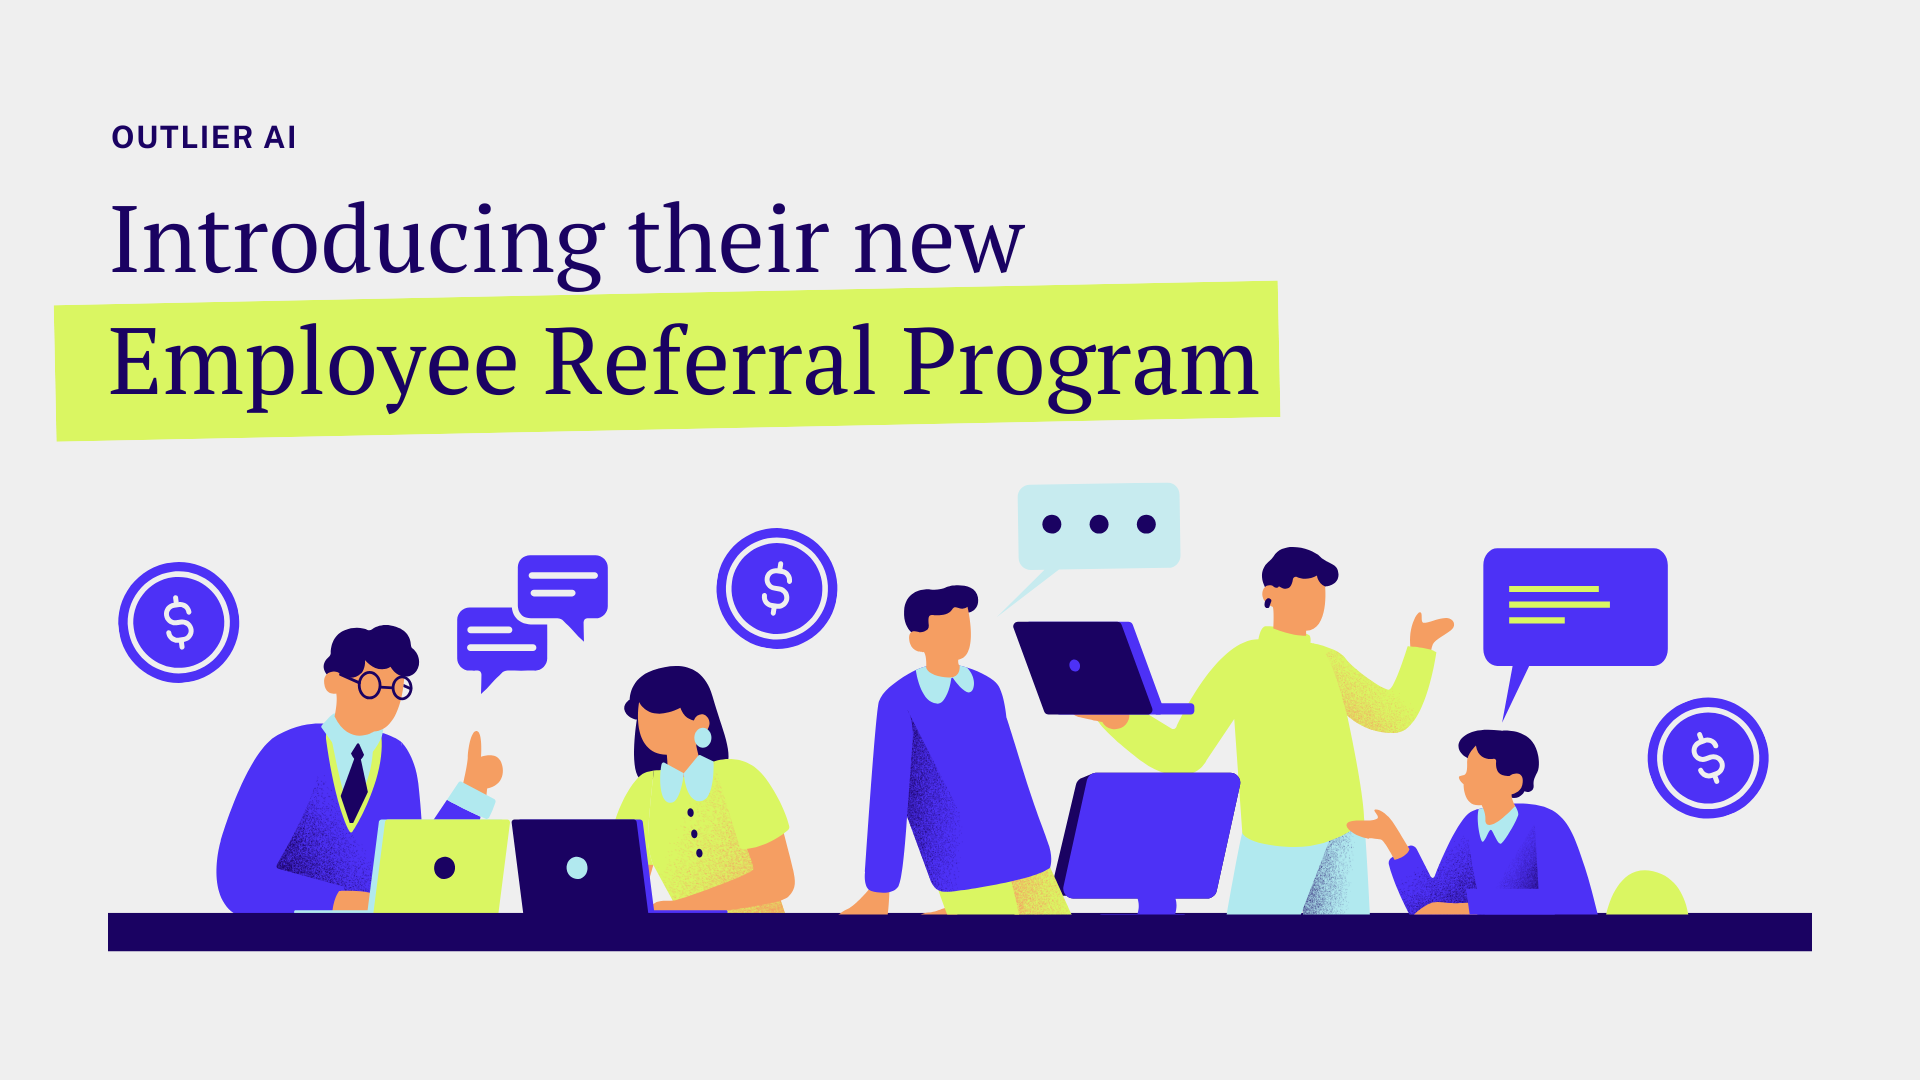 OUTLIER AI
Introducing their new
Employee Referral Program
$
$
$